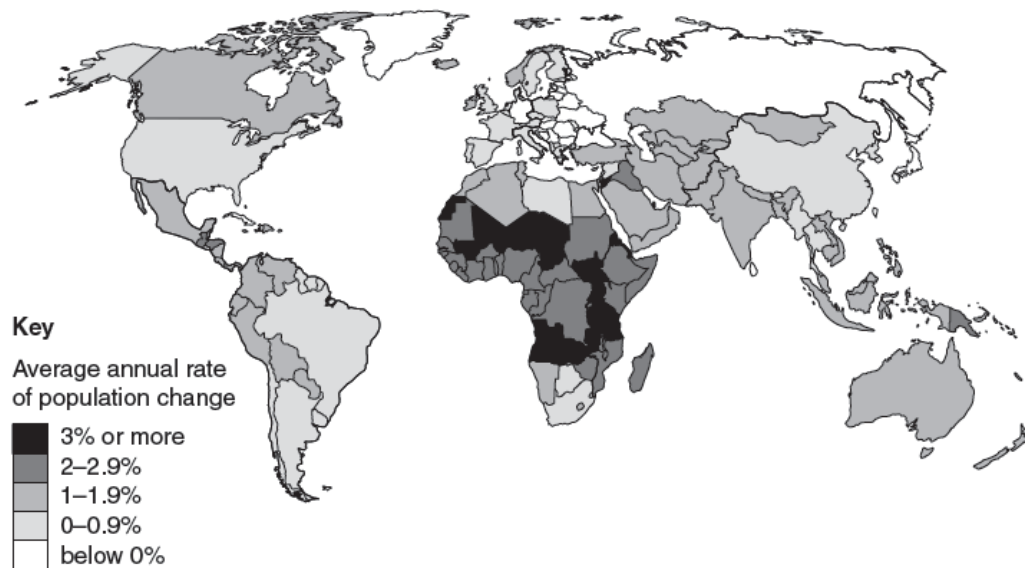 Key
Average annual rate
of population change
3% or more
2–2.9%
1–1.9%
0–0.9%
below 0%